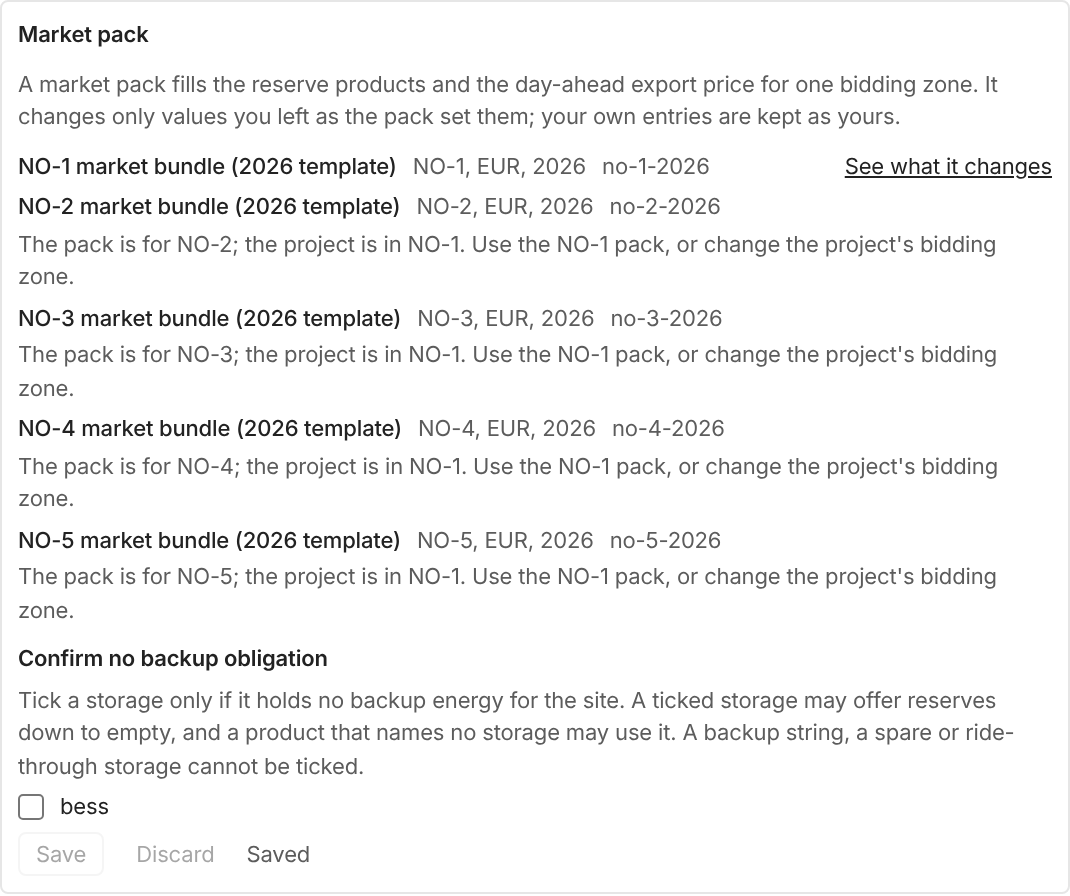 Market pack
A market pack fills the reserve products and the day-ahead export price for one bidding zone. It
changes only values you left as the pack set them; your own entries are kept as yours.
NO-1 market bundle (2026 template) NO-1, EUR, 2026 no-1-2026 See what it changes
NO-2 market bundle (2026 template) NO-2, EUR, 2026 no-2-2026
The pack is for NO-2; the project is in NO-1. Use the NO-1 pack, or change the project's bidding
zone.
NO-3 market bundle (2026 template) NO-3, EUR, 2026 no-3-2026
The pack is for NO-3; the project is in NO-1. Use the NO-1 pack, or change the project's bidding
zone.
NO-4 market bundle (2026 template) NO-4, EUR, 2026 no-4-2026
The pack is for NO-4; the project is in NO-1. Use the NO-1 pack, or change the project's bidding
zone.
NO-5 market bundle (2026 template) NO-5, EUR, 2026 no-5-2026
The pack is for NO-5; the project is in NO-1. Use the NO-1 pack, or change the project's bidding
zone.
Confirm no backup obligation
Tick a storage only if it holds no backup energy for the site. A ticked storage may offer reserves
down to empty, and a product that names no storage may use it. A backup string, a spare or ride-
through storage cannot be ticked.
bess
Save Discard Saved